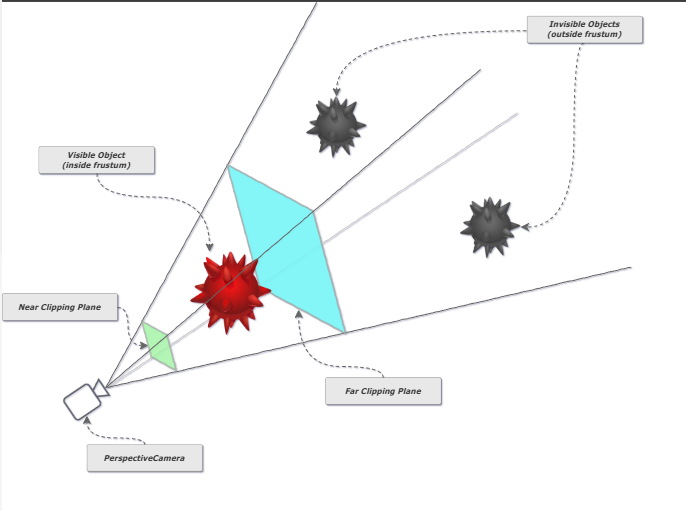 Invisible Objects
(outside frustum)
Visible Object
(inside frustum)
Near Clipping Plane
Far Clipping Plane
PerspectiveCamera